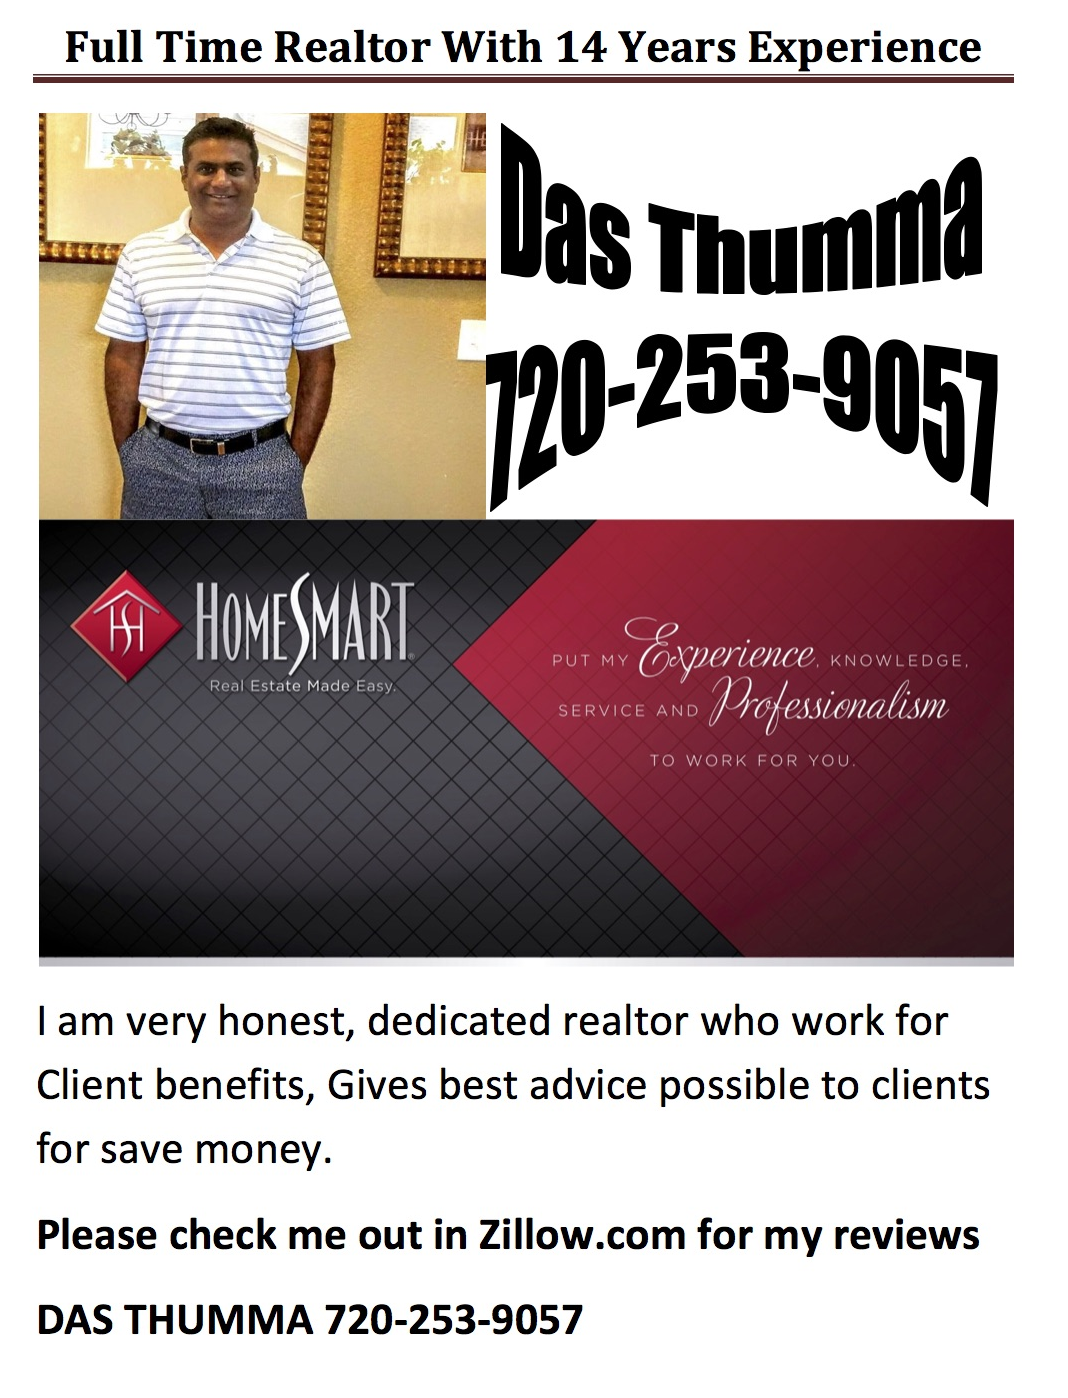 Full Time Realtor With 14 Years Experience
Das Thumma
720-253-9057
HS
HOMESMART®
Real Estate Made Easy.
PUT MY Experience, KNOWLEDGE,
SERVICE AND Professionalism
TO WORK FOR YOU.
I am very honest, dedicated realtor who work for
Client benefits, Gives best advice possible to clients
for save money.
Please check me out in Zillow.com for my reviews
DAS THUMMA 720-253-9057